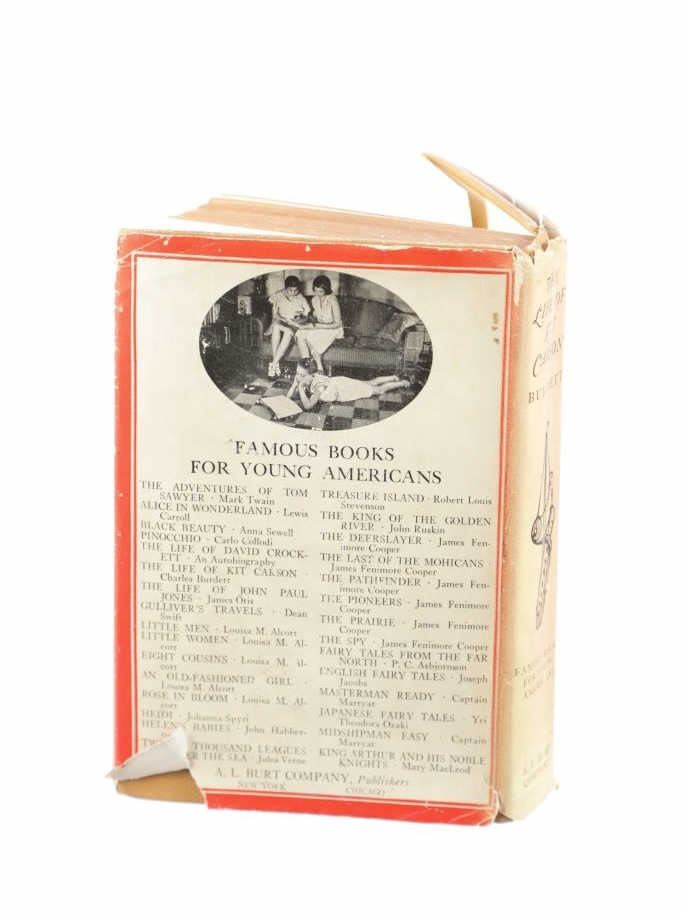 FAMOUS BOOKS
FOR YOUNG AMERICANS
THE ADVENTURES OF TOM
SAWYER · Mark Twain
ALICE IN WONDERLAND · Lewis
Carroll
BLACK BEAUTY · Anna Sewell
PINOCCHIO · Carlo Collodi
THE LIFE OF DAVID CROCK-
ETT · An Autobiography
THE LIFE OF KIT CARSON ·
Charles Burdett
THE LIFE OF JOHN PAUL
JONES · James Otis
GULLIVER'S TRAVELS · Dean
Swift
LITTLE MEN · Louisa M. Alcott
LITTLE WOMEN · Louisa M. Al-
cott
EIGHT COUSINS · Louisa M. Al-
cott
AN OLD-FASHIONED GIRL ·
Louisa M. Alcott
ROSE IN BLOOM · Louisa M. Al-
cott
HEIDI · Johanna Spyri
HELEN'S BABIES · John Habber-
THOUSAND LEAGUES
THE SEA · Jules Verne
TREASURE ISLAND · Robert Louis
Stevenson
THE KING OF THE GOLDEN
RIVER · John Ruskin
THE DEERSLAYER · James Fen-
imore Cooper
THE LAST OF THE MOHICANS ·
James Fenimore Cooper
THE PATHFINDER · James Fen-
imore Cooper
THE PIONEERS · James Fenimore
Cooper
THE PRAIRIE · James Fenimore
Cooper
THE SPY · James Fenimore Cooper
FAIRY TALES FROM THE FAR
NORTH · P. C. Asbjornsen
ENGLISH FAIRY TALES · Joseph
Jacobs
MASTERMAN READY · Captain
Marryat
JAPANESE FAIRY TALES · Yei
Theodora Ozaki
MIDSHIPMAN EASY · Captain
Marryat
KING ARTHUR AND HIS NOBLE
KNIGHTS · Mary MacLeod
A. L. BURT COMPANY, Publishers
NEW YORK CHICAGO
THE
LIFE OF
CARSON
A. L. BURT
COMPANY